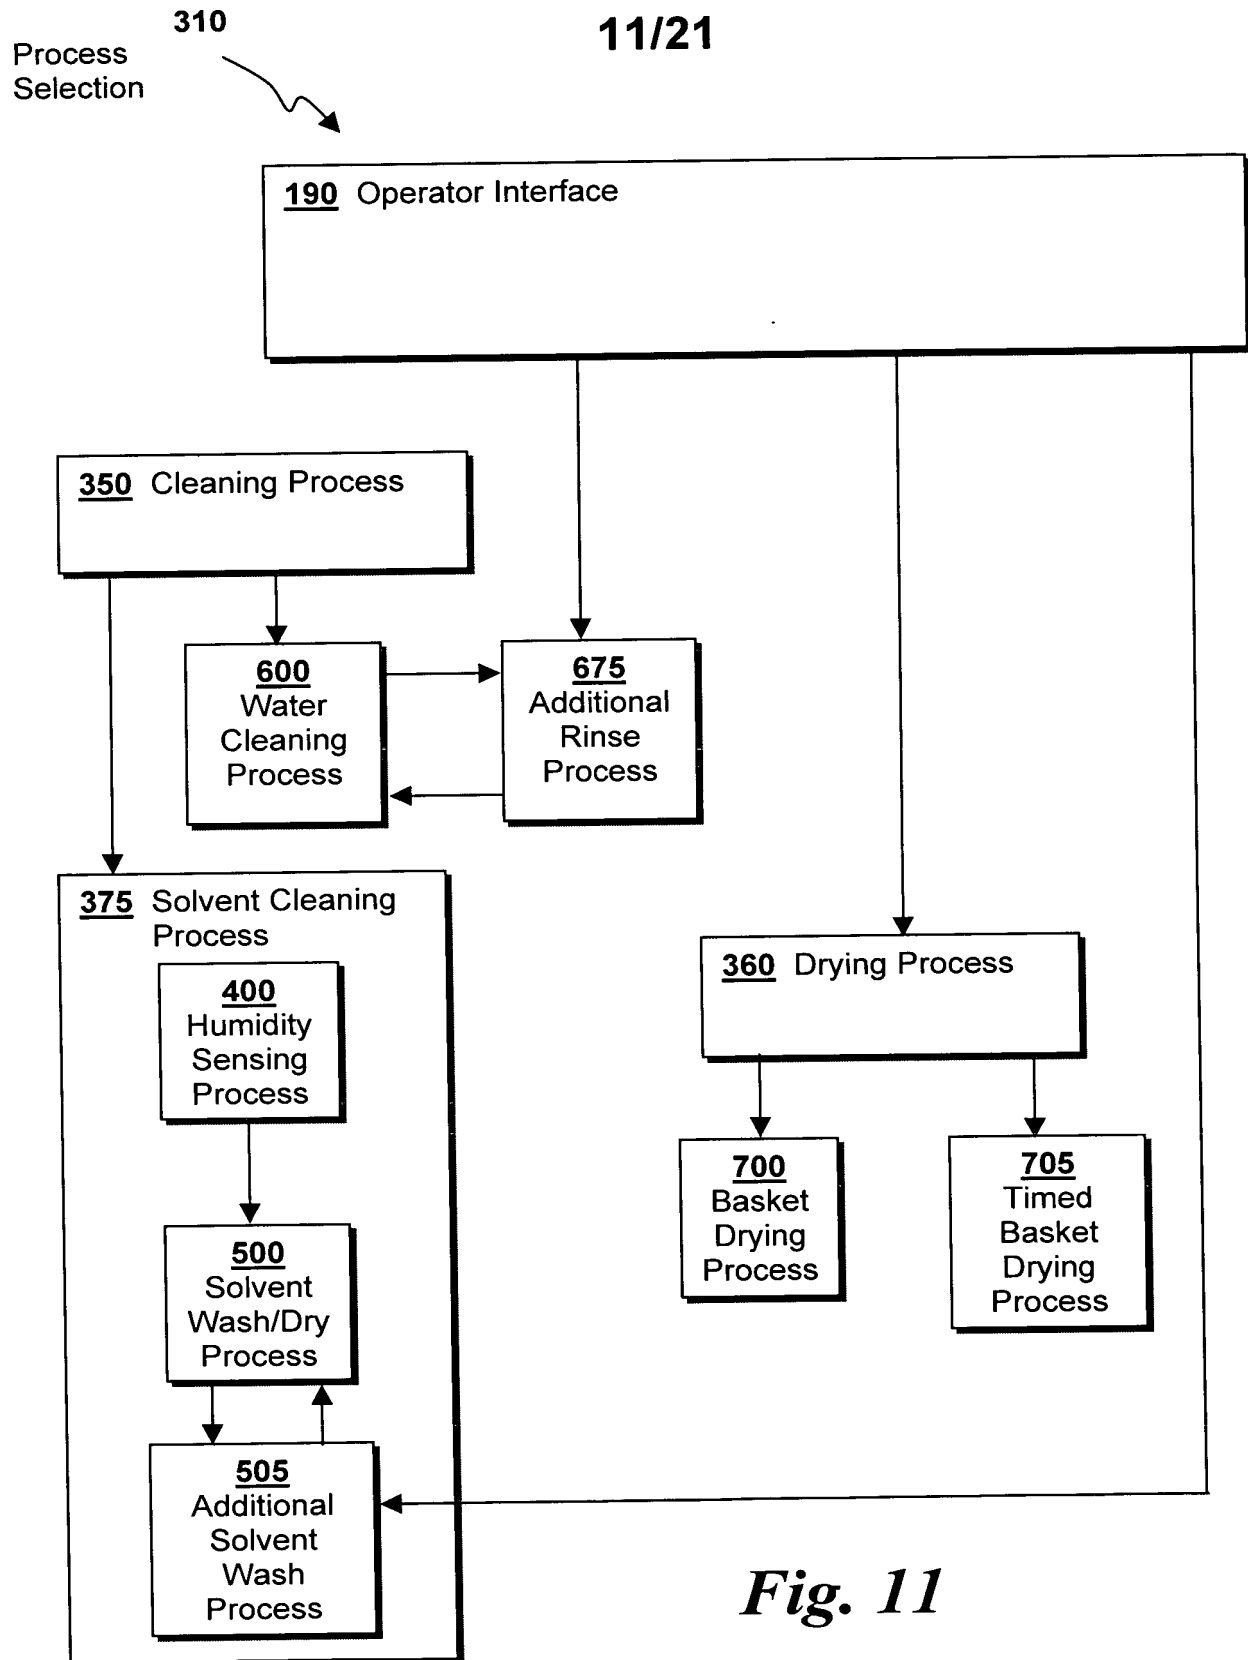 310
11/21
Process
Selection
190 Operator Interface
350 Cleaning Process
600
Water
Cleaning
Process
675
Additional
Rinse
Process
375 Solvent Cleaning
Process
400
Humidity
Sensing
Process
360 Drying Process
700
Basket
Drying
Process
705
Timed
Basket
Drying
Process
500
Solvent
Wash/Dry
Process
505
Additional
Solvent
Wash
Process
Fig. 11